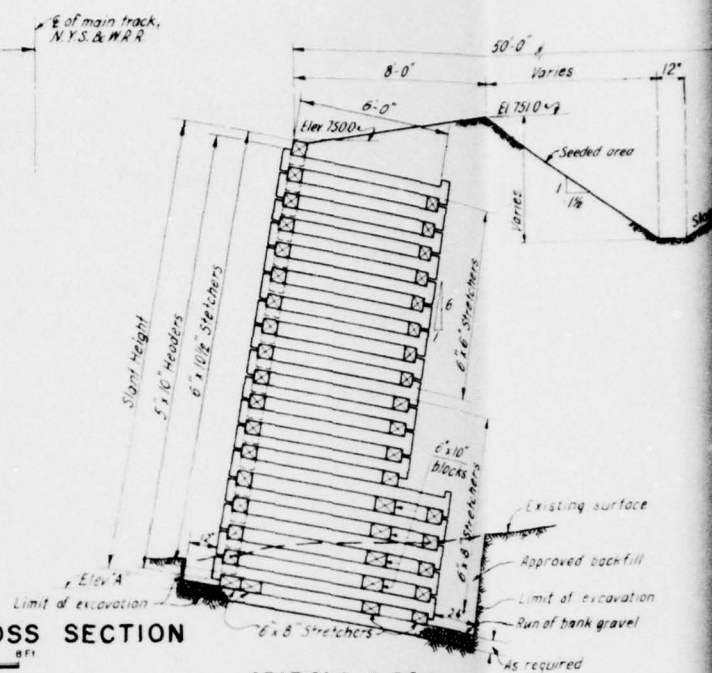 ℄ of main track,
N.Y.S. & W.R.R.
50'-0"
8'-0"
Varies
12"
6'-0"
Elev 750.0
El 751.0
Seeded area
1
1½
Varies
6
6"x6" Stretchers
Slant Height
5"x10" Headers
6"x10½" Stretchers
6"x10"
blocks
6"x8" Stretchers
Existing surface
Approved backfill
12"
Elev "A"
Limit of excavation
Limit of excavation
24"
Run of bank gravel
6"x8" Stretchers
As required
OSS SECTION
8 FT.